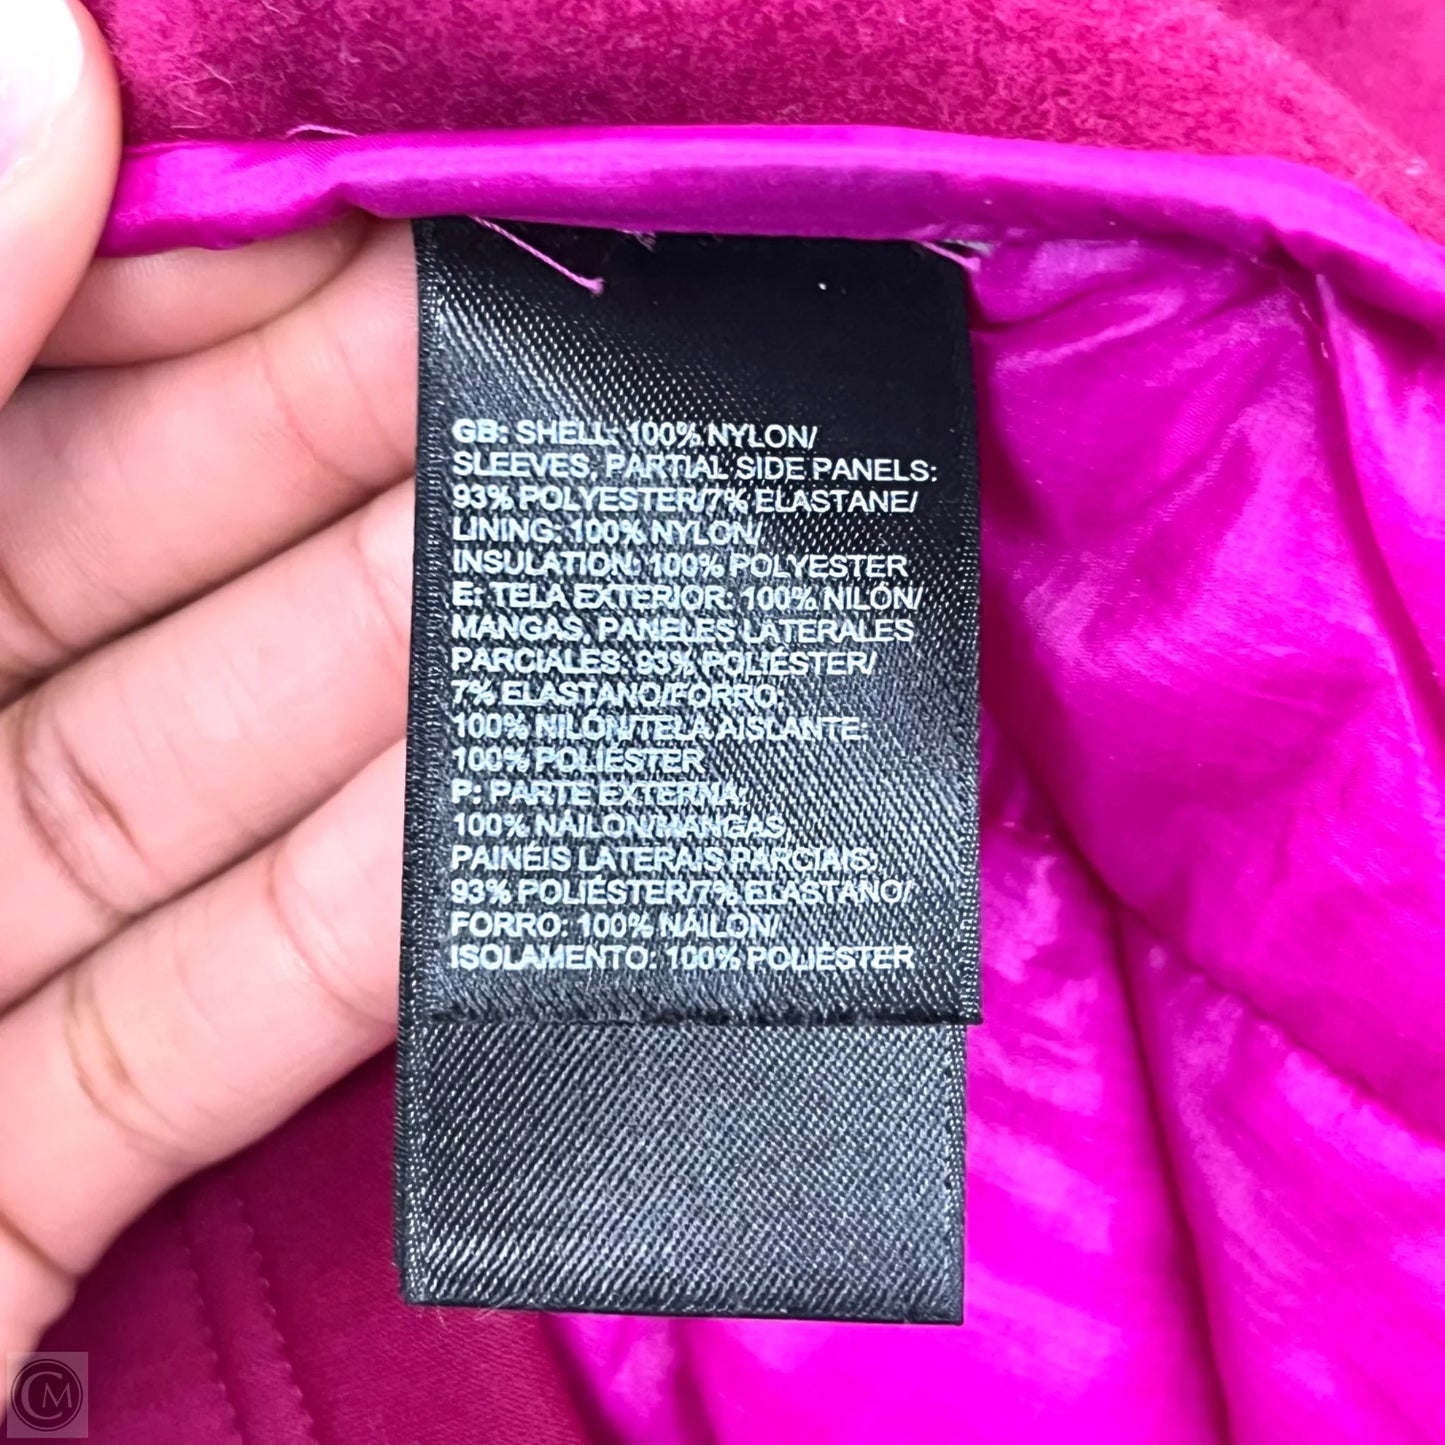 GB: SHELL: 100% NYLON/
SLEEVES, PARTIAL SIDE PANELS:
93% POLYESTER/7% ELASTANE/
LINING: 100% NYLON/
INSULATION: 100% POLYESTER
E: TELA EXTERIOR: 100% NILÓN/
MANGAS, PANELES LATERALES
PARCIALES: 93% POLIÉSTER/
7% ELASTANO/FORRO:
100% NILÓN/TELA AISLANTE:
100% POLIÉSTER
P: PARTE EXTERNA:
100% NÁILON/MANGAS,
PAINÉIS LATERAIS PARCIAIS:
93% POLIÉSTER/7% ELASTANO/
FORRO: 100% NÁILON/
ISOLAMENTO: 100% POLIÉSTER
CM